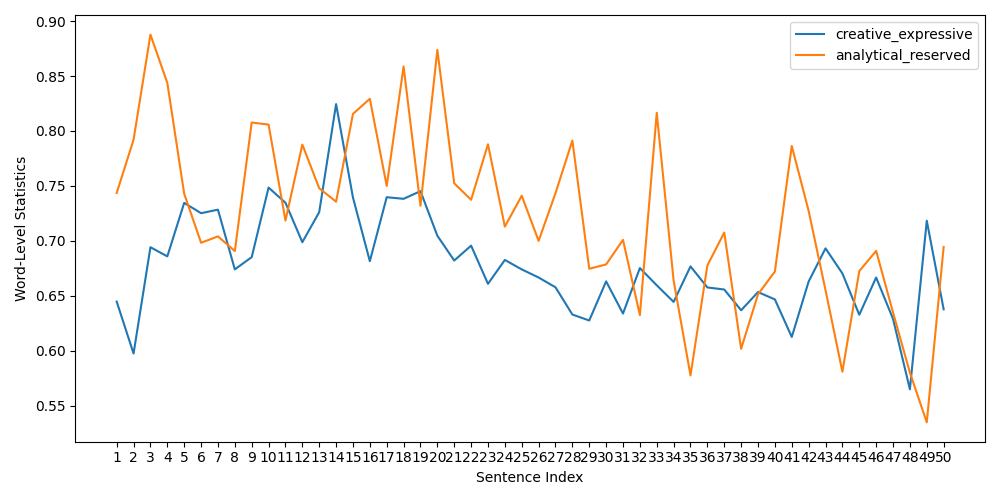 0.90
0.85
0.80
0.75
0.70
0.65
0.60
0.55
Word-Level Statistics
creative_expressive
analytical_reserved
1 2 3 4 5 6 7 8 9 10 11 12 13 14 15 16 17 18 19 20 21 22 23 24 25 26 27 28 29 30 31 32 33 34 35 36 37 38 39 40 41 42 43 44 45 46 47 48 49 50
Sentence Index